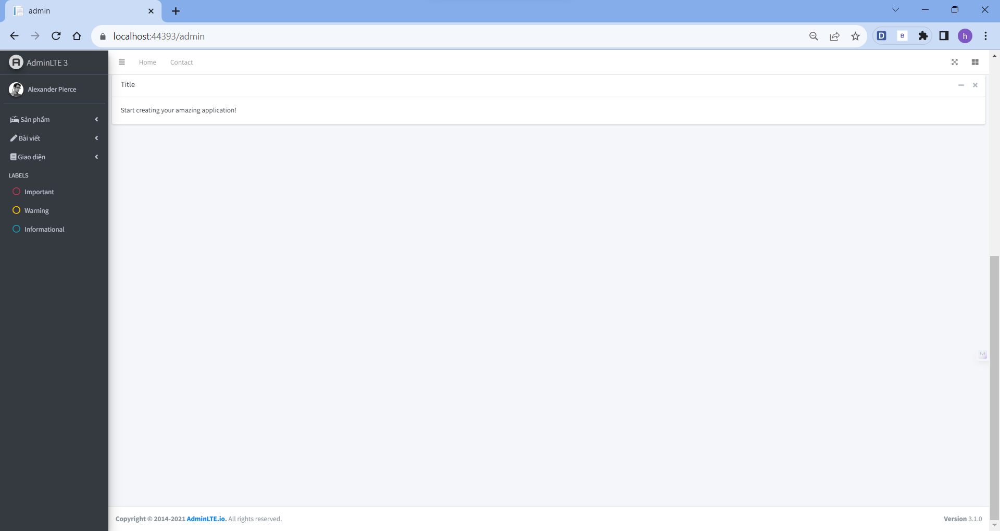 admin
localhost:44393/admin
D
B
h
AdminLTE 3
Home
Contact
Alexander Pierce
Title
Start creating your amazing application!
Sản phẩm
Bài viết
Giao diện
LABELS
Important
Warning
Informational
Copyright © 2014-2021 AdminLTE.io. All rights reserved.
Version 3.1.0